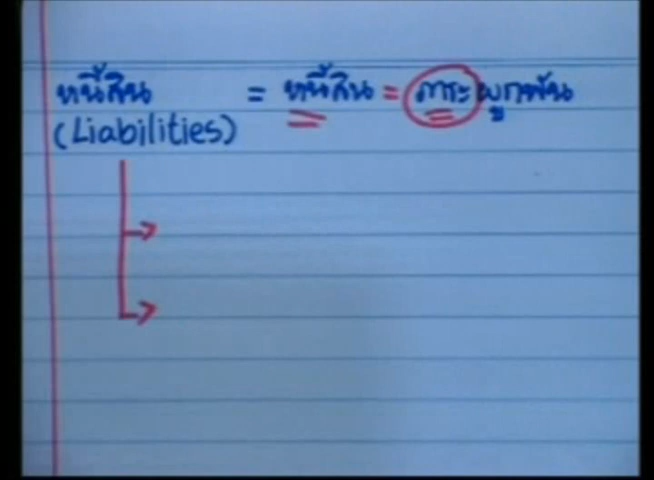 หนี้สิน = หนี้สิน = ภาระผูกพัน
(Liabilities)